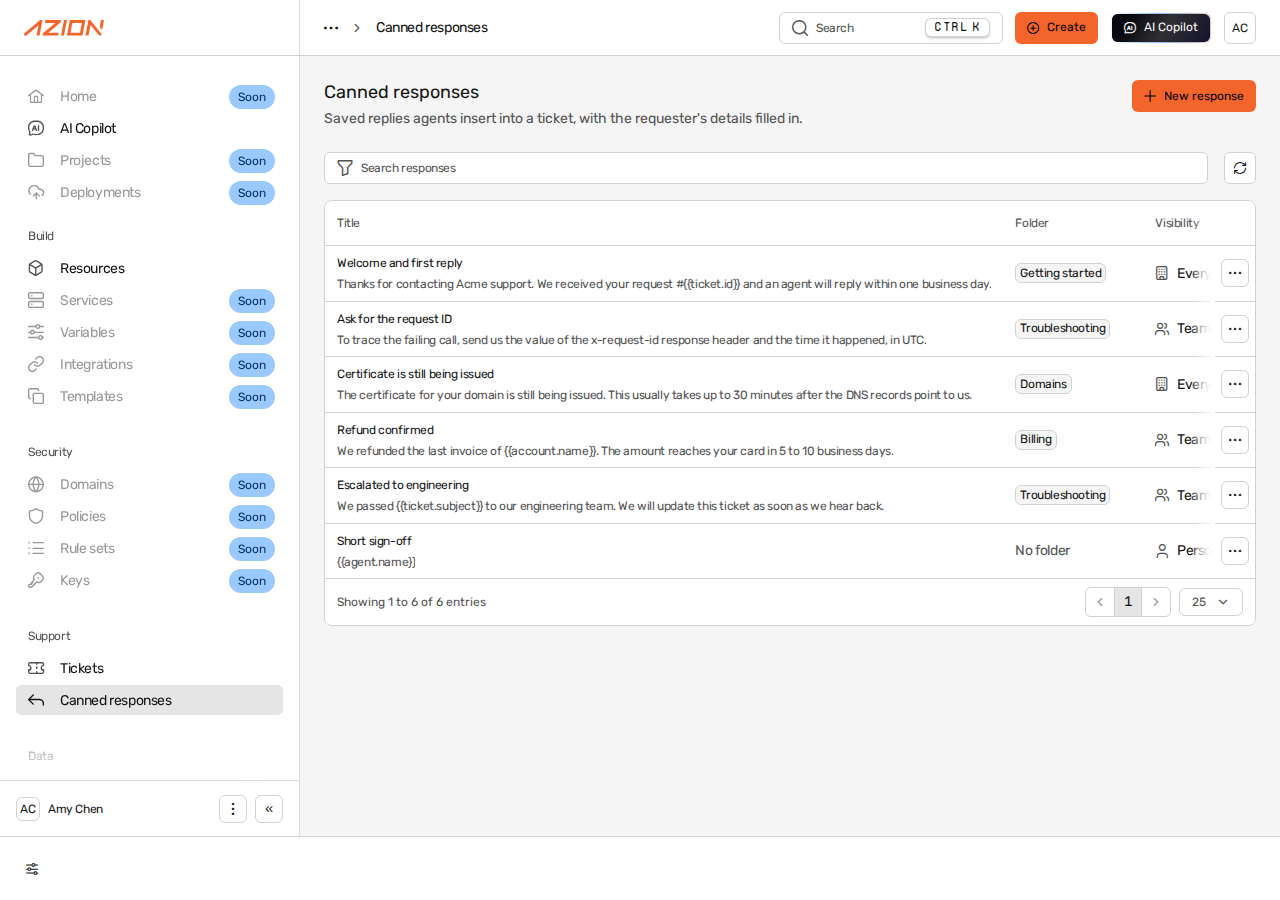 AZION
Canned responses
Search
CTRL K
Create
AI Copilot
AC
Home
Soon
AI Copilot
Projects
Soon
Deployments
Soon
Build
Resources
Services
Soon
Variables
Soon
Integrations
Soon
Templates
Soon
Security
Domains
Soon
Policies
Soon
Rule sets
Soon
Keys
Soon
Support
Tickets
Canned responses
Data
AC
Amy Chen
Canned responses
Saved replies agents insert into a ticket, with the requester's details filled in.
New response
Search responses
Title
Folder
Visibility
Welcome and first reply
Thanks for contacting Acme support. We received your request #{{ticket.id}} and an agent will reply within one business day.
Getting started
Every
Ask for the request ID
To trace the failing call, send us the value of the x-request-id response header and the time it happened, in UTC.
Troubleshooting
Team
Certificate is still being issued
The certificate for your domain is still being issued. This usually takes up to 30 minutes after the DNS records point to us.
Domains
Every
Refund confirmed
We refunded the last invoice of {{account.name}}. The amount reaches your card in 5 to 10 business days.
Billing
Team
Escalated to engineering
We passed {{ticket.subject}} to our engineering team. We will update this ticket as soon as we hear back.
Troubleshooting
Team
Short sign-off
{{agent.name}}
No folder
Perso
Showing 1 to 6 of 6 entries
1
25